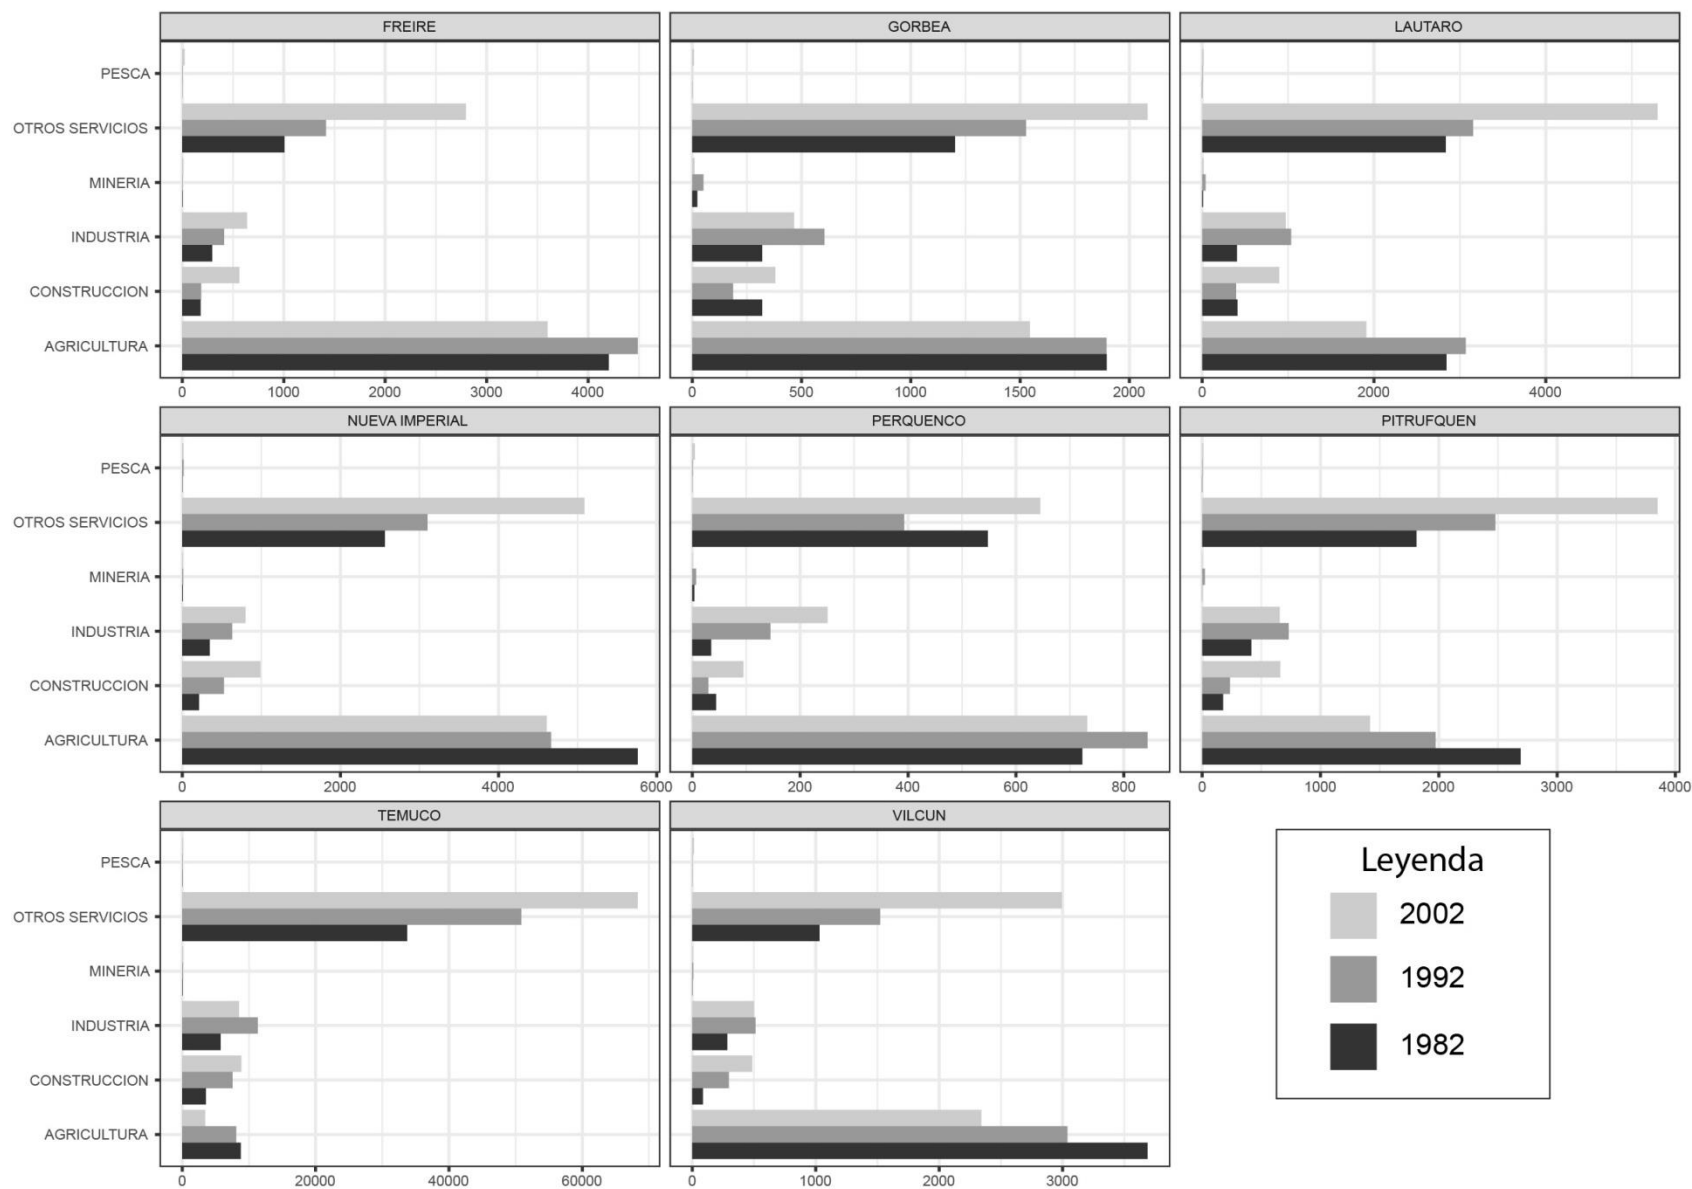 FREIRE GORBEA LAUTARO
PESCA
OTROS SERVICIOS
MINERIA
INDUSTRIA
CONSTRUCCION
AGRICULTURA
0 1000 2000 3000 4000 0 500 1000 1500 2000 0 2000 4000
NUEVA IMPERIAL PERQUENCO PITRUFQUEN
PESCA
OTROS SERVICIOS
MINERIA
INDUSTRIA
CONSTRUCCION
AGRICULTURA
0 2000 4000 6000 0 200 400 600 800 0 1000 2000 3000 4000
TEMUCO VILCUN
PESCA
OTROS SERVICIOS
MINERIA
INDUSTRIA
CONSTRUCCION
AGRICULTURA
0 20000 40000 60000 0 1000 2000 3000
Leyenda
2002
1992
1982